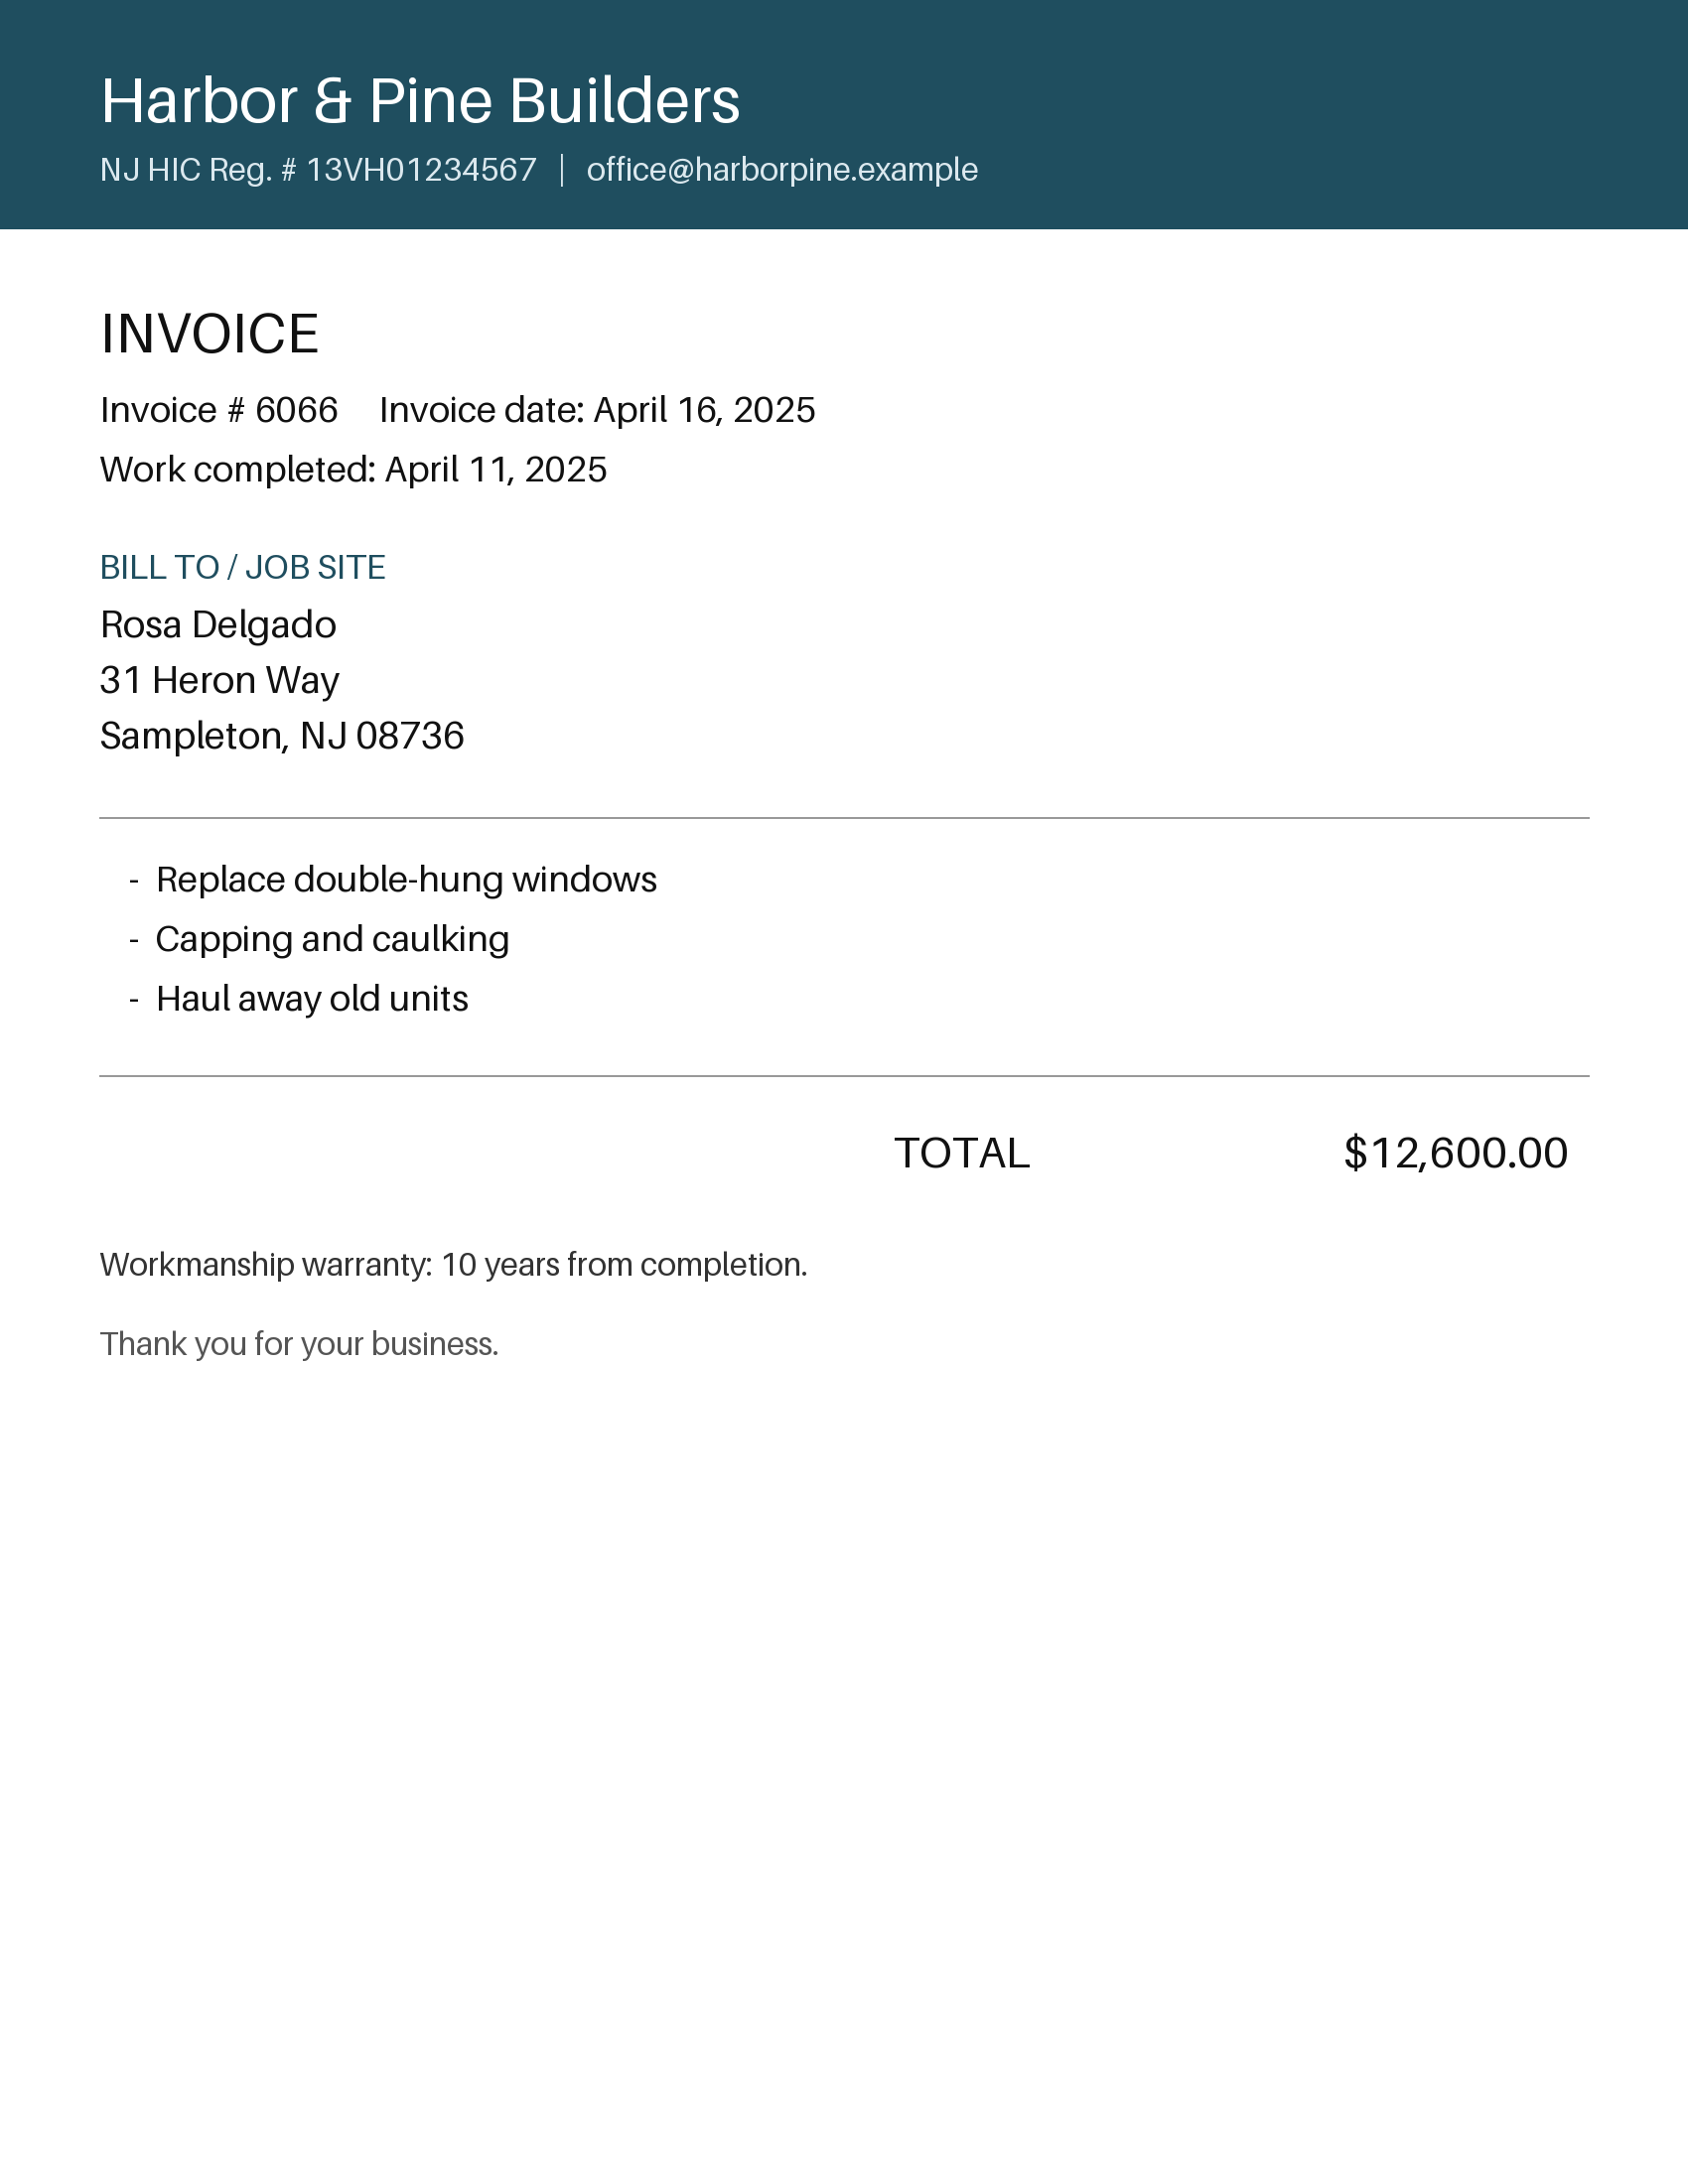 Harbor & Pine Builders
NJ HIC Reg. # 13VH01234567 | office@harborpine.example
INVOICE
Invoice # 6066 Invoice date: April 16, 2025
Work completed: April 11, 2025
BILL TO / JOB SITE
Rosa Delgado
31 Heron Way
Sampleton, NJ 08736
- Replace double-hung windows
- Capping and caulking
- Haul away old units
TOTAL $12,600.00
Workmanship warranty: 10 years from completion.
Thank you for your business.